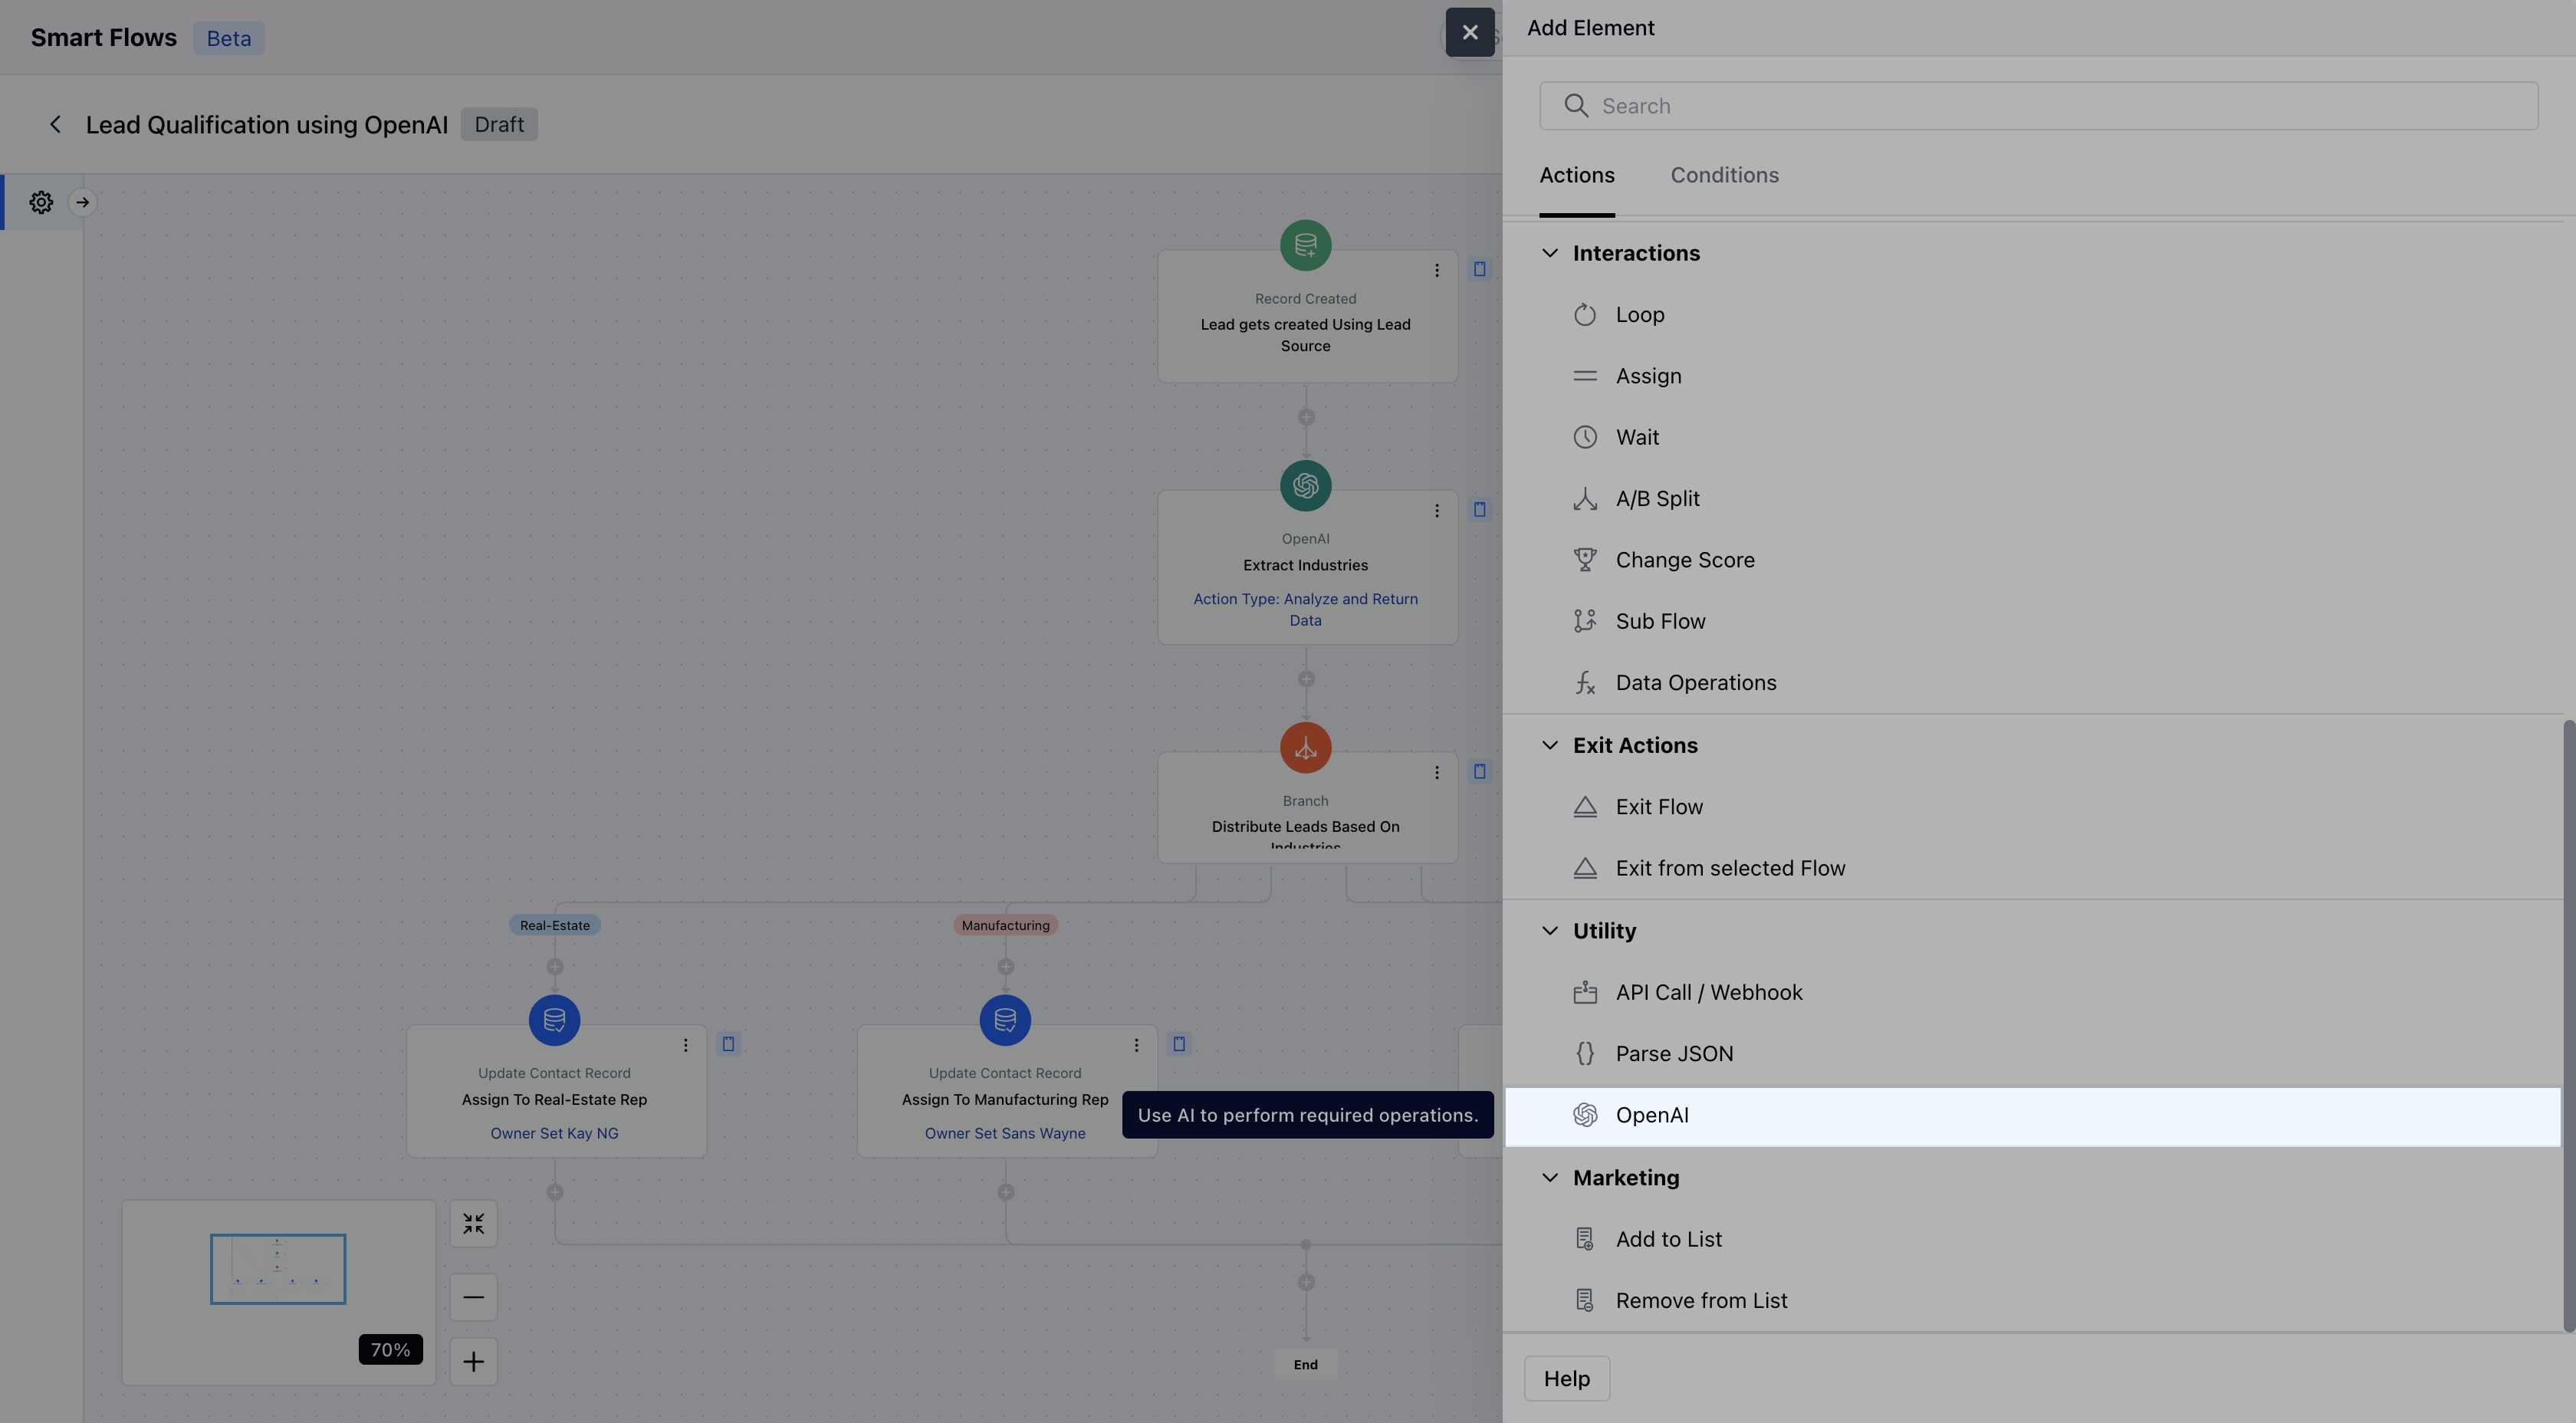 Smart Flows
Beta
Lead Qualification using OpenAI
Draft
Record Created
Lead gets created Using Lead
Source
OpenAI
Extract Industries
Action Type: Analyze and Return
Data
Branch
Distribute Leads Based On
Industries
Real-Estate
Manufacturing
Update Contact Record
Assign To Real-Estate Rep
Owner Set Kay NG
Update Contact Record
Assign To Manufacturing Rep
Owner Set Sans Wayne
Use AI to perform required operations.
70%
End
Add Element
Search
Actions
Conditions
Interactions
Loop
Assign
Wait
A/B Split
Change Score
Sub Flow
Data Operations
Exit Actions
Exit Flow
Exit from selected Flow
Utility
API Call / Webhook
Parse JSON
OpenAI
Marketing
Add to List
Remove from List
Help